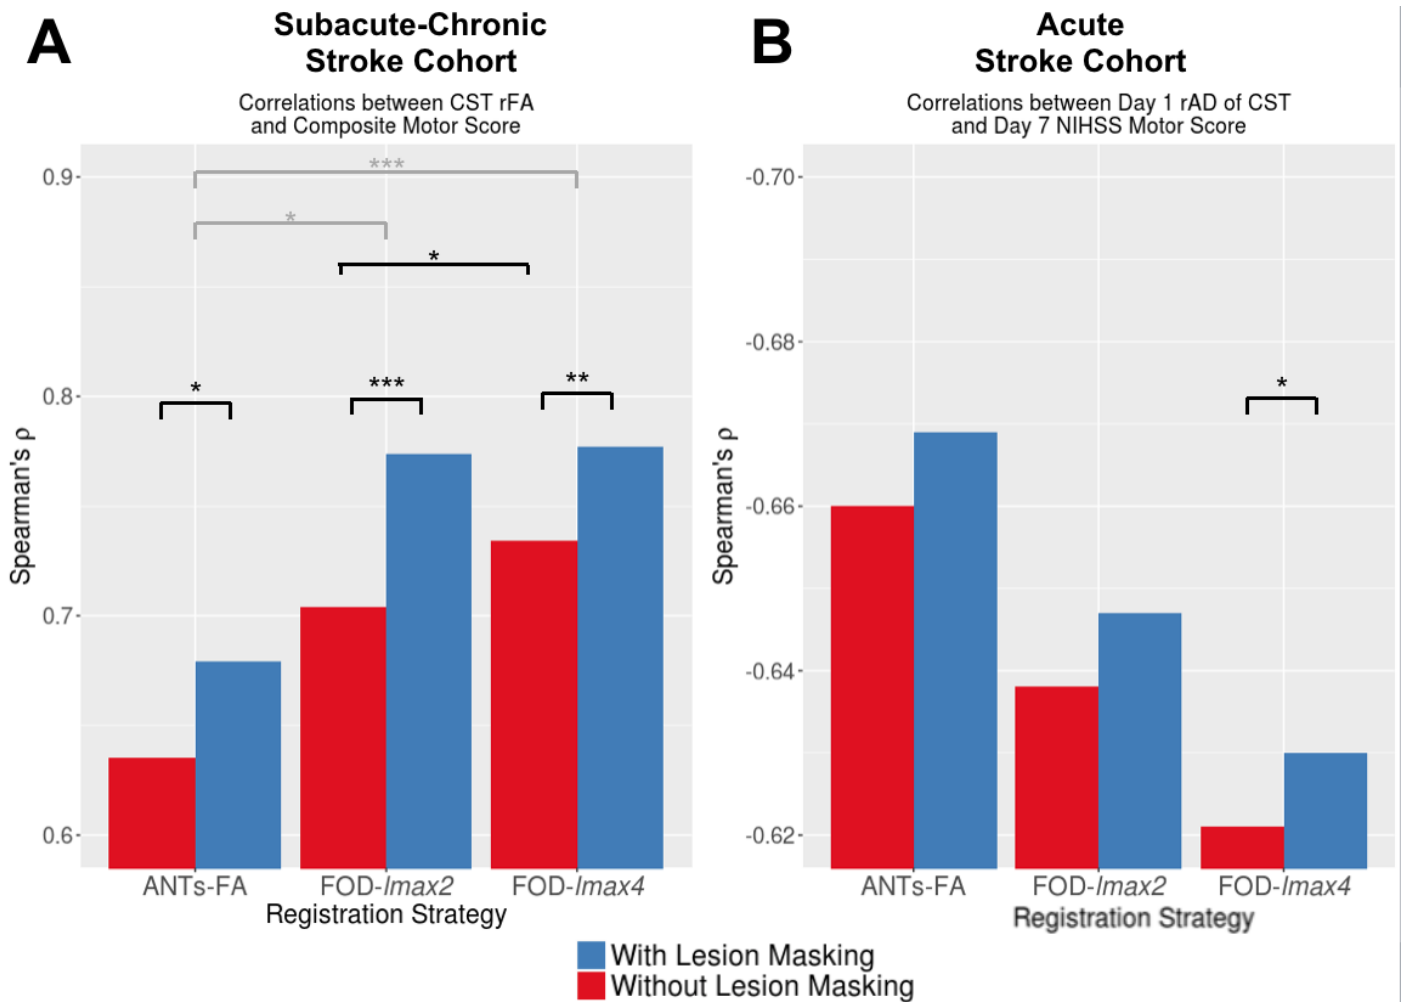 A
Subacute-Chronic
Stroke Cohort
Correlations between CST rFA
and Composite Motor Score
0.9
0.8
0.7
0.6
Spearman's ρ
***
*
*
*
***
**
ANTs-FA FOD-lmax2 FOD-lmax4
Registration Strategy
B
Acute
Stroke Cohort
Correlations between Day 1 rAD of CST
and Day 7 NIHSS Motor Score
-0.70
-0.68
-0.66
-0.64
-0.62
Spearman's ρ
*
ANTs-FA FOD-lmax2 FOD-lmax4
Registration Strategy
With Lesion Masking
Without Lesion Masking